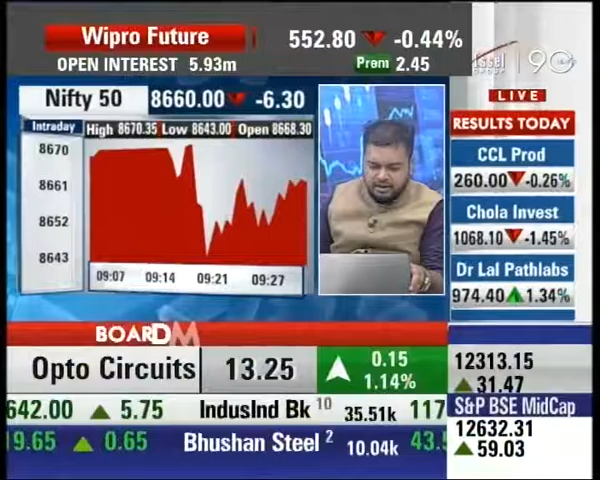 Wipro Future
552.80 -0.44%
OPEN INTEREST 5.93m
Prem 2.45
ssel
GROUP
90
LIVE
Nifty 50 8660.00 -6.30
Intraday High 8670.35 Low 8643.00 Open 8668.30
8670
8661
8652
8643
09:07 09:14 09:21 09:27
RESULTS TODAY
CCL Prod
260.00 -0.26%
Chola Invest
1068.10 -1.45%
Dr Lal Pathlabs
974.40 1.34%
BOARD M
Opto Circuits 13.25 0.15
1.14%
12313.15
31.47
S&P BSE MidCap
12632.31
59.03
642.00 5.75 IndusInd Bk 10 35.51k 117
19.65 0.65 Bhushan Steel 2 10.04k 43.5